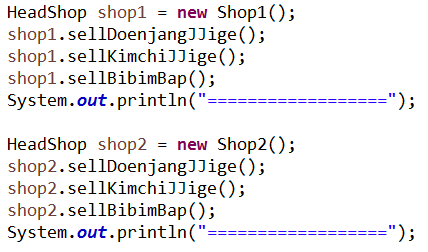 HeadShop shop1 = new Shop1();
shop1.sellDoenjangJJige();
shop1.sellKimchiJJige();
shop1.sellBibimBap();
System.out.println("==================");
HeadShop shop2 = new Shop2();
shop2.sellDoenjangJJige();
shop2.sellKimchiJJige();
shop2.sellBibimBap();
System.out.println("==================");